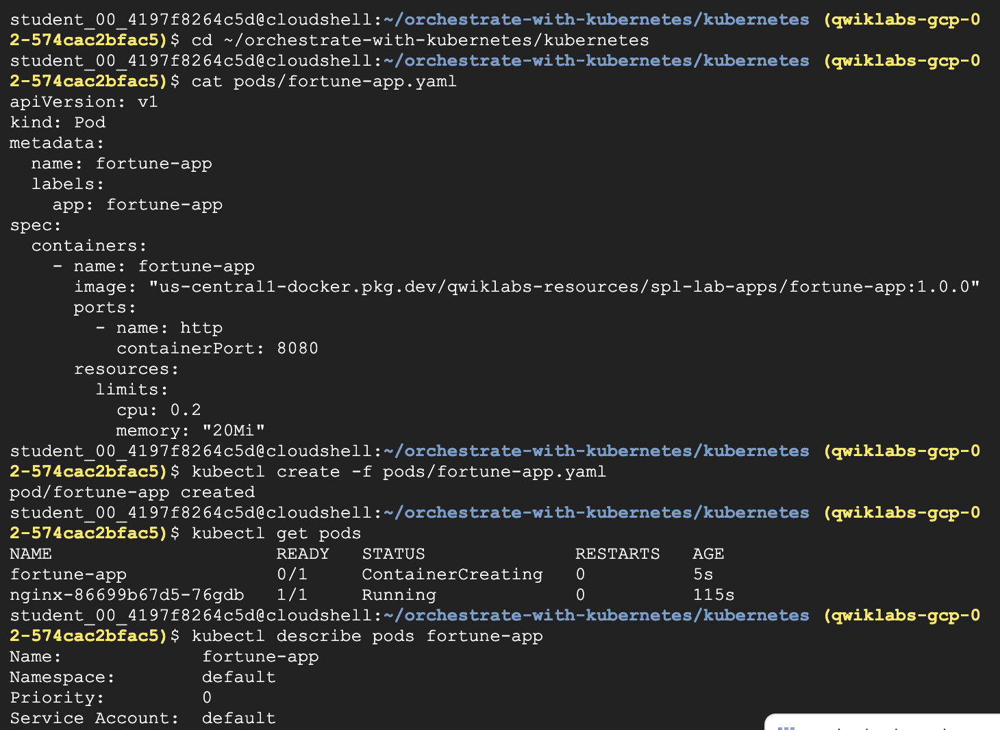 student_00_4197f8264c5d@cloudshell:~/orchestrate-with-kubernetes/kubernetes (qwiklabs-gcp-0
2-574cac2bfac5)$ cd ~/orchestrate-with-kubernetes/kubernetes
student_00_4197f8264c5d@cloudshell:~/orchestrate-with-kubernetes/kubernetes (qwiklabs-gcp-0
2-574cac2bfac5)$ cat pods/fortune-app.yaml
apiVersion: v1
kind: Pod
metadata:
  name: fortune-app
  labels:
    app: fortune-app
spec:
  containers:
    - name: fortune-app
      image: "us-central1-docker.pkg.dev/qwiklabs-resources/spl-lab-apps/fortune-app:1.0.0"
      ports:
        - name: http
          containerPort: 8080
      resources:
        limits:
          cpu: 0.2
          memory: "20Mi"
student_00_4197f8264c5d@cloudshell:~/orchestrate-with-kubernetes/kubernetes (qwiklabs-gcp-0
2-574cac2bfac5)$ kubectl create -f pods/fortune-app.yaml
pod/fortune-app created
student_00_4197f8264c5d@cloudshell:~/orchestrate-with-kubernetes/kubernetes (qwiklabs-gcp-0
2-574cac2bfac5)$ kubectl get pods
NAME                     READY   STATUS              RESTARTS   AGE
fortune-app              0/1     ContainerCreating   0          5s
nginx-86699b67d5-76gdb   1/1     Running             0          115s
student_00_4197f8264c5d@cloudshell:~/orchestrate-with-kubernetes/kubernetes (qwiklabs-gcp-0
2-574cac2bfac5)$ kubectl describe pods fortune-app
Name:             fortune-app
Namespace:        default
Priority:         0
Service Account:  default